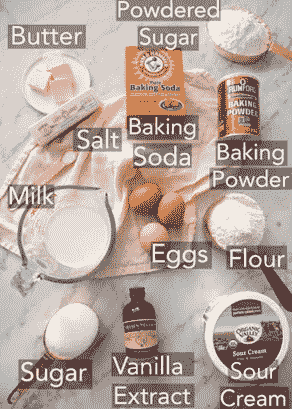 Powdered
Sugar
Butter
Baking Soda
RUMFORD
BAKING
POWDER
Salt
Baking
Soda
Baking
Powder
Milk
Eggs
Flour
ORGANIC
VALLEY
Sour Cream
Sugar
Vanilla
Extract
Sour
Cream